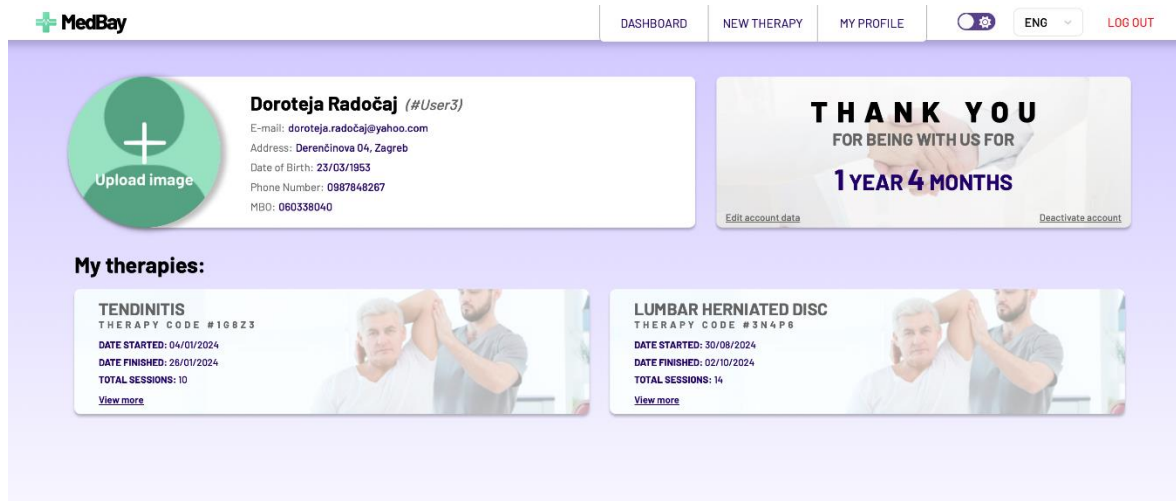 MedBay
DASHBOARD
NEW THERAPY
MY PROFILE
ENG
LOG OUT
Upload image
Doroteja Radočaj (#User3)
E-mail: doroteja.radočaj@yahoo.com
Address: Derenčinova 04, Zagreb
Date of Birth: 23/03/1953
Phone Number: 0987848267
MBO: 060338040
THANK YOU
FOR BEING WITH US FOR
1 YEAR 4 MONTHS
Edit account data
Deactivate account
My therapies:
TENDINITIS
THERAPY CODE #1G8Z3
DATE STARTED: 04/01/2024
DATE FINISHED: 26/01/2024
TOTAL SESSIONS: 10
View more
LUMBAR HERNIATED DISC
THERAPY CODE #3N4P6
DATE STARTED: 30/08/2024
DATE FINISHED: 02/10/2024
TOTAL SESSIONS: 14
View more